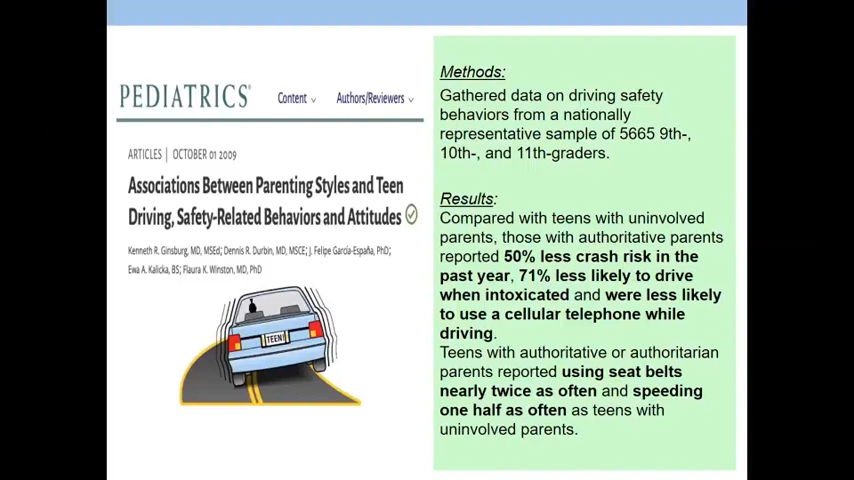 PEDIATRICS®
Content
Authors/Reviewers
ARTICLES | OCTOBER 01 2009
Associations Between Parenting Styles and Teen
Driving, Safety-Related Behaviors and Attitudes
Kenneth R. Ginsburg, MD, MSEd; Dennis R. Durbin, MD, MSCE; J. Felipe García-España, PhD;
Ewa A. Kalicka, BS; Flaura K. Winston, MD, PhD
TEEN1
Methods:
Gathered data on driving safety
behaviors from a nationally
representative sample of 5665 9th-,
10th-, and 11th-graders.
Results:
Compared with teens with uninvolved
parents, those with authoritative parents
reported 50% less crash risk in the
past year, 71% less likely to drive
when intoxicated and were less likely
to use a cellular telephone while
driving.
Teens with authoritative or authoritarian
parents reported using seat belts
nearly twice as often and speeding
one half as often as teens with
uninvolved parents.